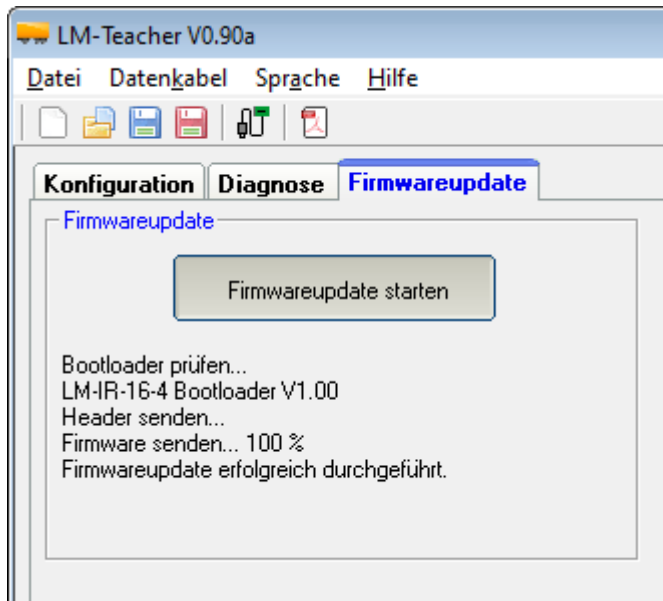 LM-Teacher V0.90a
Datei Datenkabel Sprache Hilfe
Konfiguration Diagnose Firmwareupdate
Firmwareupdate
Firmwareupdate starten
Bootloader prüfen...
LM-IR-16-4 Bootloader V1.00
Header senden...
Firmware senden... 100 %
Firmwareupdate erfolgreich durchgeführt.